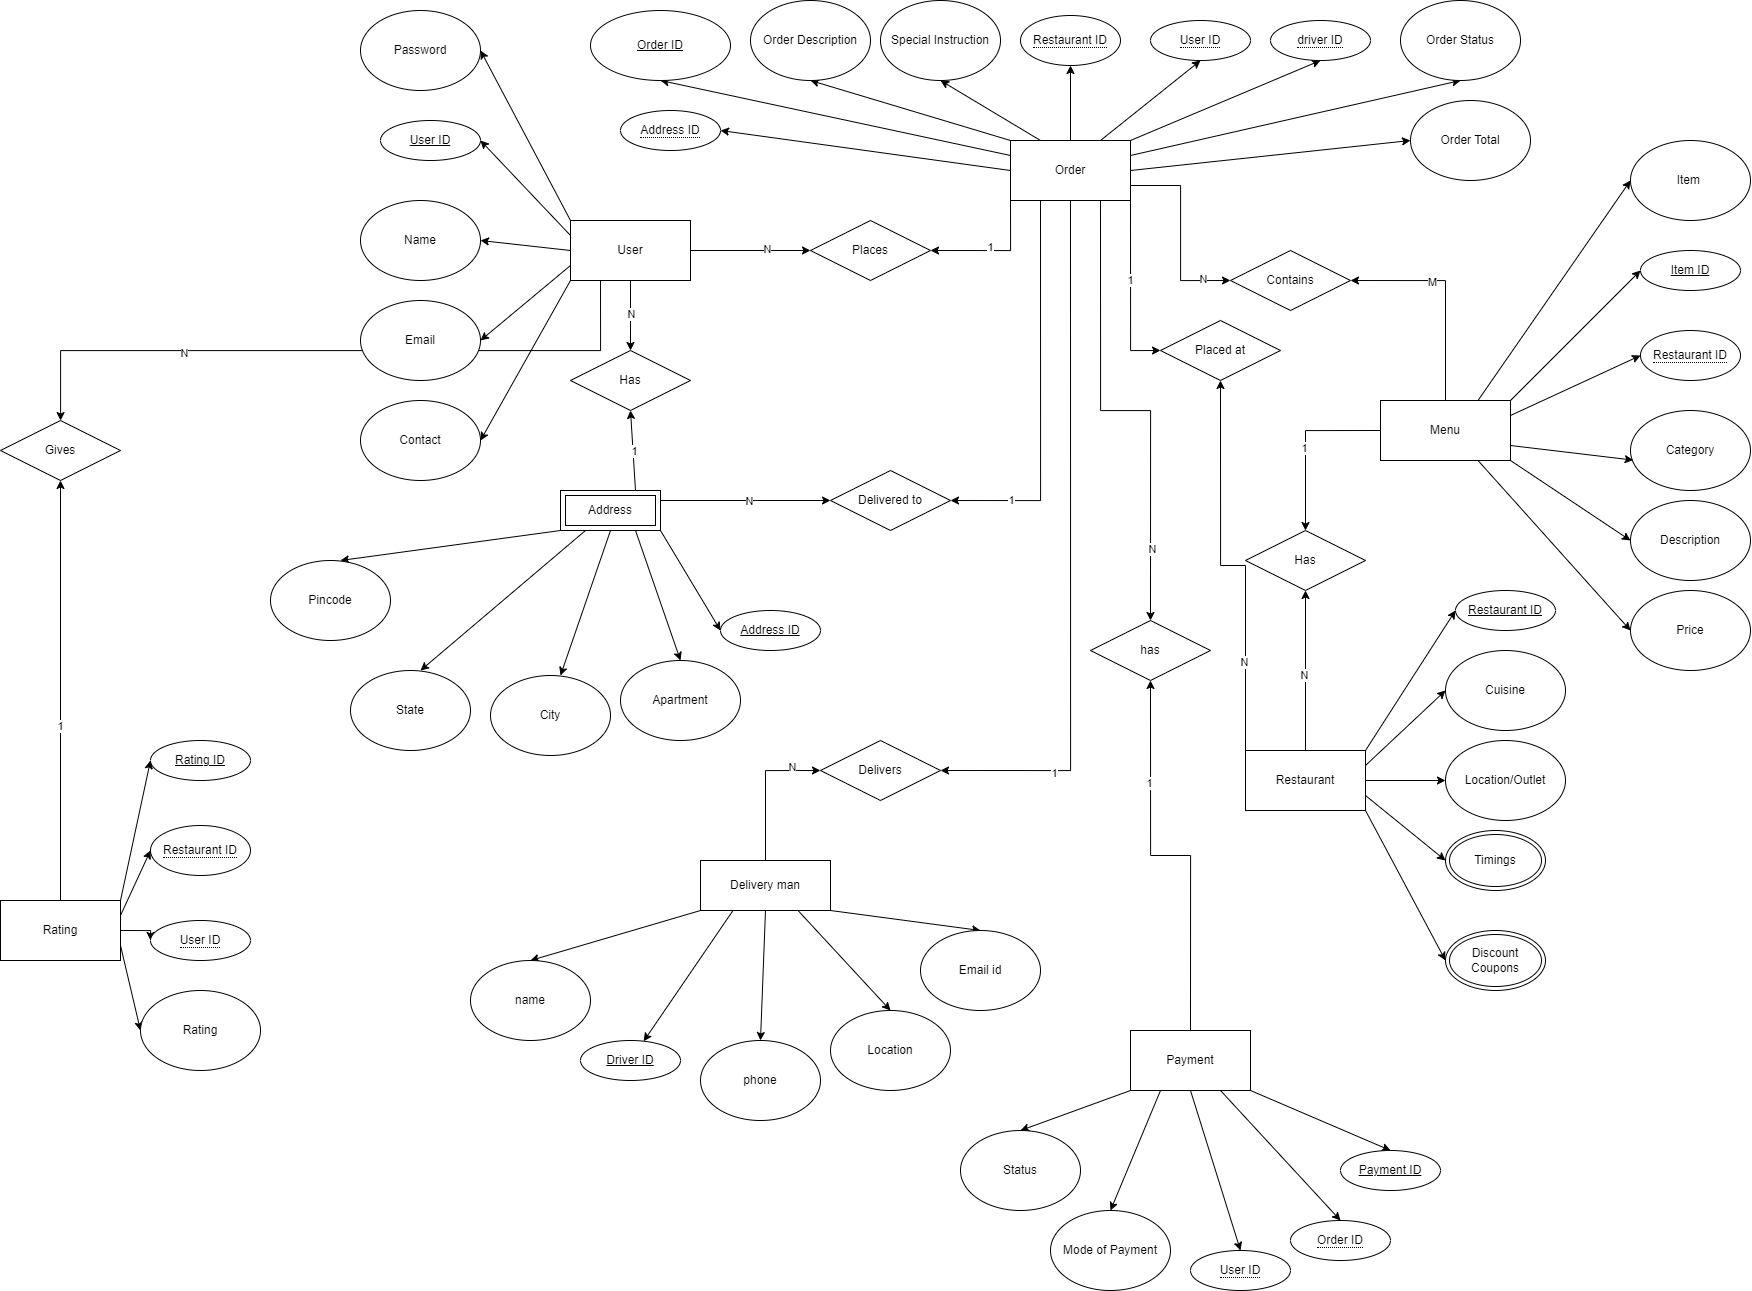 Password
Order ID
Order Description
Special Instruction
Restaurant ID
User ID
driver ID
Order Status
User ID
Address ID
Order Total
Order
Item
Name
User
N
Places
1
1
N
Contains
M
Item ID
Email
N
N
Has
Placed at
Restaurant ID
Contact
Gives
1
Menu
Category
1
Address
N
Delivered to
1
N
Has
Description
Pincode
Address ID
has
Restaurant ID
Price
State
City
Apartment
N
N
Cuisine
1
Rating ID
N
Delivers
1
1
Restaurant
Location/Outlet
Restaurant ID
Delivery man
Timings
Rating
User ID
name
Email id
Discount
Coupons
Rating
Driver ID
phone
Location
Payment
Status
Payment ID
Mode of Payment
User ID
Order ID